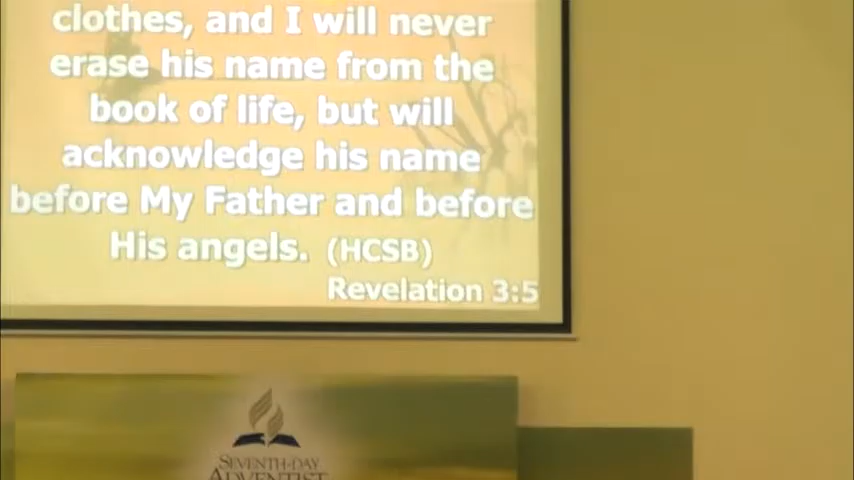 clothes, and I will never
erase his name from the
book of life, but will
acknowledge his name
before My Father and before
His angels. (HCSB)
Revelation 3:5
SEVENTH-DAY
ADVENTIST